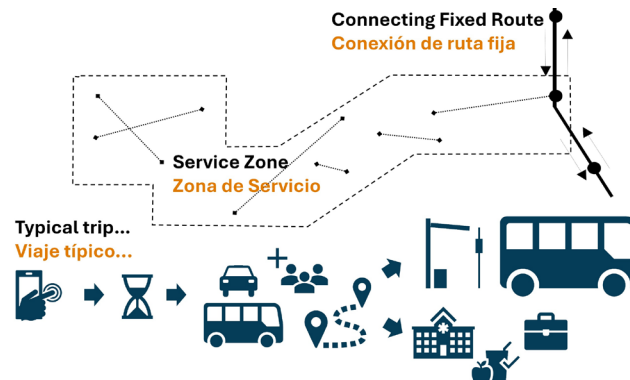 Connecting Fixed Route
Conexión de ruta fija
Service Zone
Zona de Servicio
Typical trip...
Viaje típico...